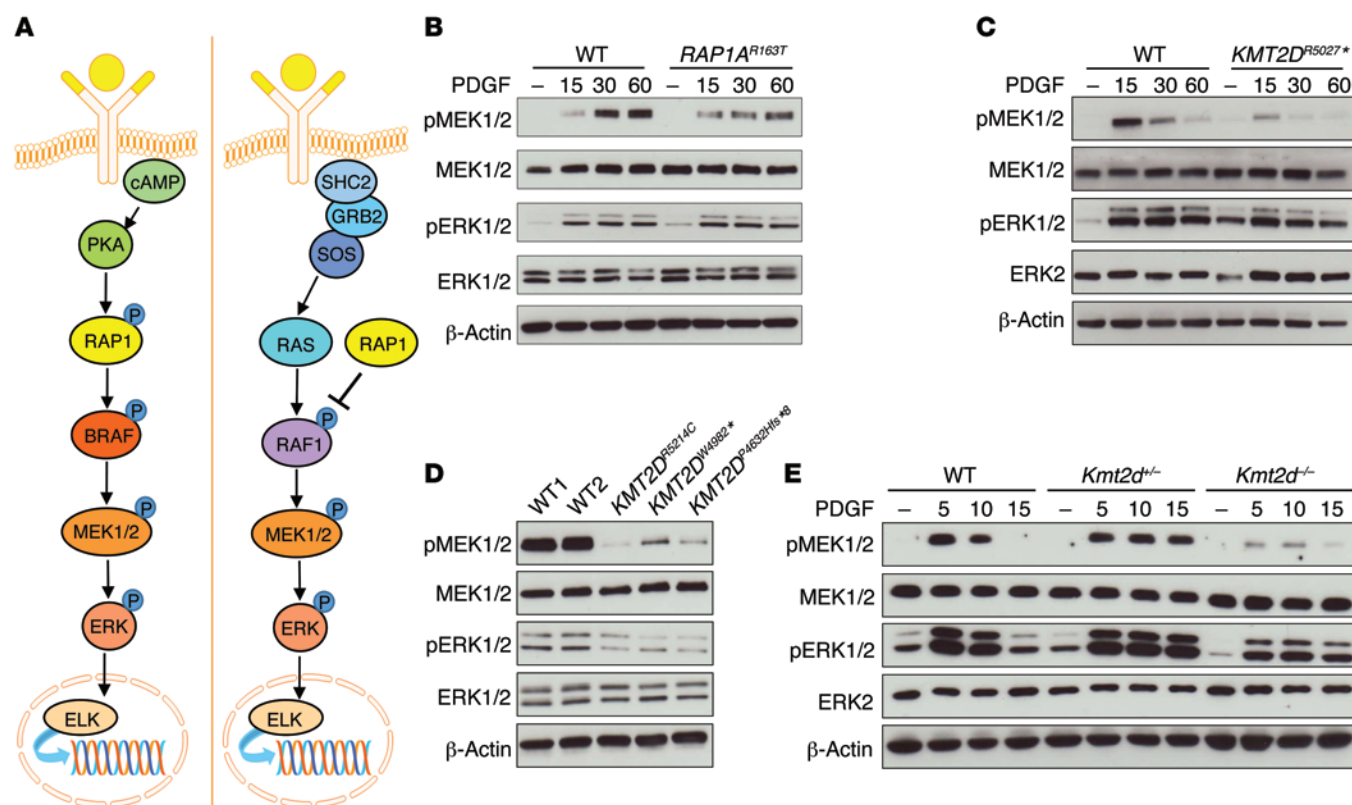 A
cAMP
PKA
P
RAP1
P
BRAF
P
MEK1/2
P
ERK
ELK
SHC2
GRB2
SOS
RAS
RAP1
P
RAF1
P
MEK1/2
P
ERK
ELK
B
WT RAP1A^R163T
PDGF – 15 30 60 – 15 30 60
pMEK1/2
MEK1/2
pERK1/2
ERK1/2
β-Actin
C
WT KMT2D^R5027*
PDGF – 15 30 60 – 15 30 60
pMEK1/2
MEK1/2
pERK1/2
ERK2
β-Actin
D
WT1 WT2 KMT2D^R5214C KMT2D^W4982* KMT2D^P4632Hfs*8
pMEK1/2
MEK1/2
pERK1/2
ERK1/2
β-Actin
E
WT Kmt2d^+/– Kmt2d^–/–
PDGF – 5 10 15 – 5 10 15 – 5 10 15
pMEK1/2
MEK1/2
pERK1/2
ERK2
β-Actin